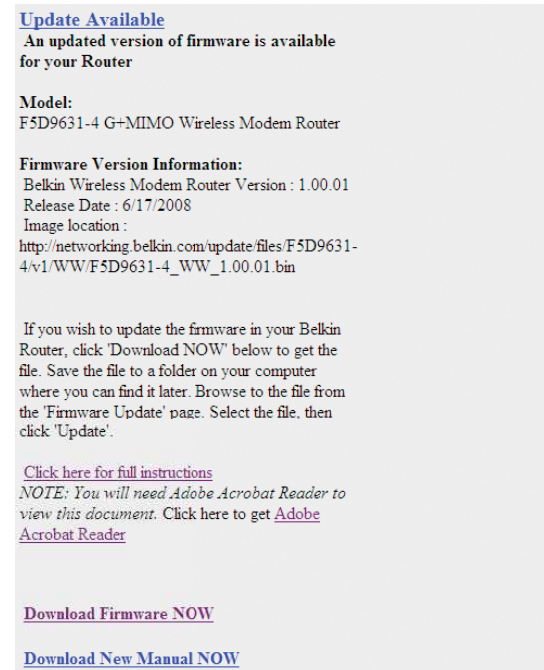 Update Available
An updated version of firmware is available
for your Router
Model:
F5D9631-4 G+MIMO Wireless Modem Router
Firmware Version Information:
Belkin Wireless Modem Router Version : 1.00.01
Release Date : 6/17/2008
Image location :
http://networking.belkin.com/update/files/F5D9631-
4/v1/WW/F5D9631-4_WW_1.00.01.bin
If you wish to update the firmware in your Belkin
Router, click 'Download NOW' below to get the
file. Save the file to a folder on your computer
where you can find it later. Browse to the file from
the 'Firmware Update' page. Select the file, then
click 'Update'.
Click here for full instructions
NOTE: You will need Adobe Acrobat Reader to
view this document. Click here to get Adobe
Acrobat Reader
Download Firmware NOW
Download New Manual NOW